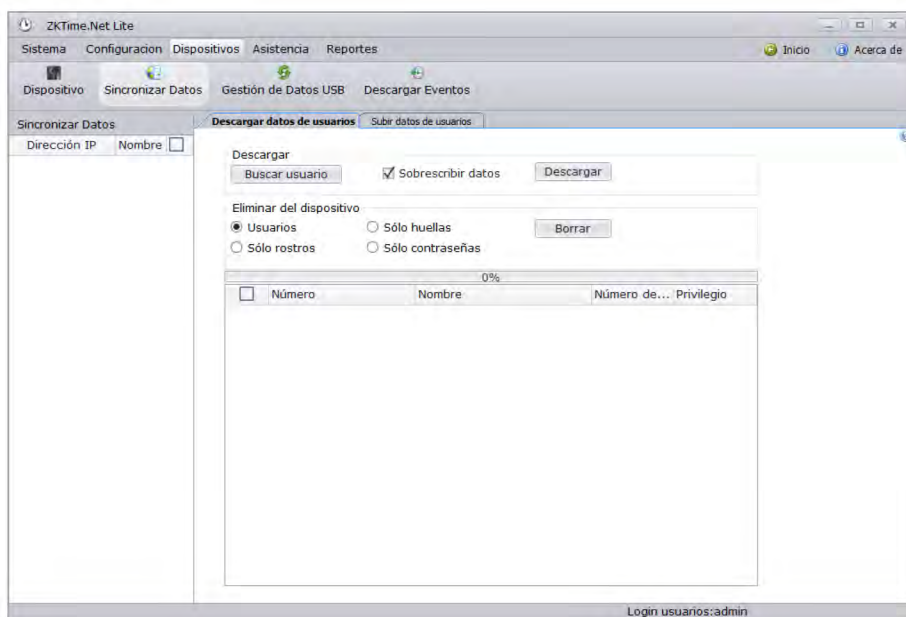 ZKTime.Net Lite
Sistema Configuracion Dispositivos Asistencia Reportes Inicio Acerca de
Dispositivo Sincronizar Datos Gestión de Datos USB Descargar Eventos
Sincronizar Datos Descargar datos de usuarios Subir datos de usuarios
Dirección IP Nombre
Descargar
Buscar usuario Sobrescribir datos Descargar
Eliminar del dispositivo
Usuarios Sólo huellas Borrar
Sólo rostros Sólo contraseñas
0%
Número Nombre Número de... Privilegio
Login usuarios:admin